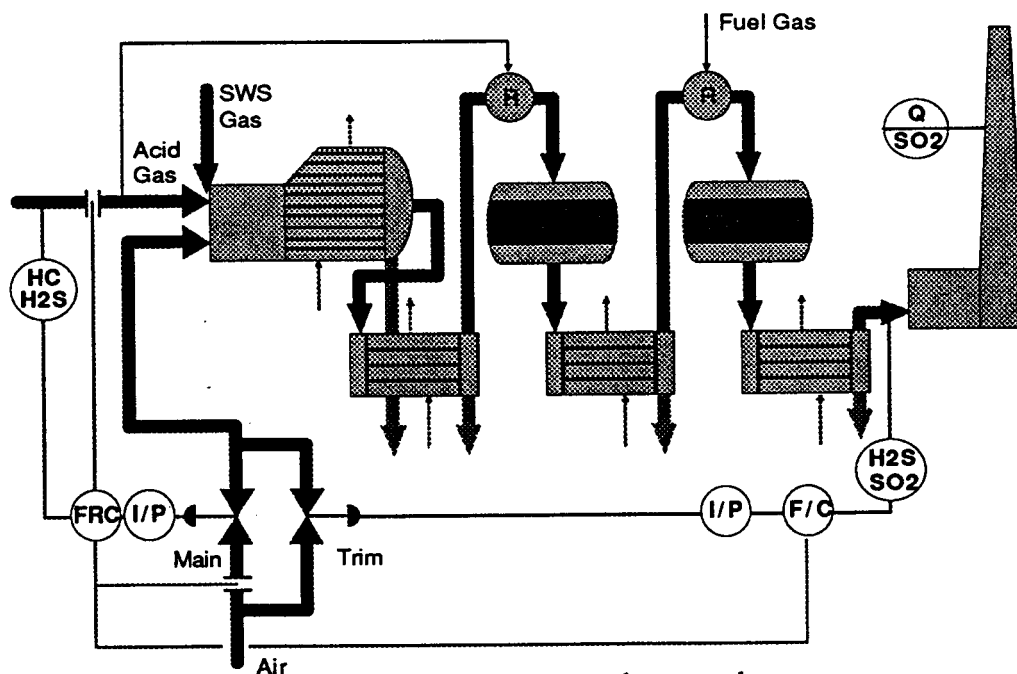 Fuel Gas
SWS
Gas
Acid
Gas
R
R
Q
SO2
HC
H2S
H2S
SO2
FRC
I/P
I/P
F/C
Main
Trim
Air